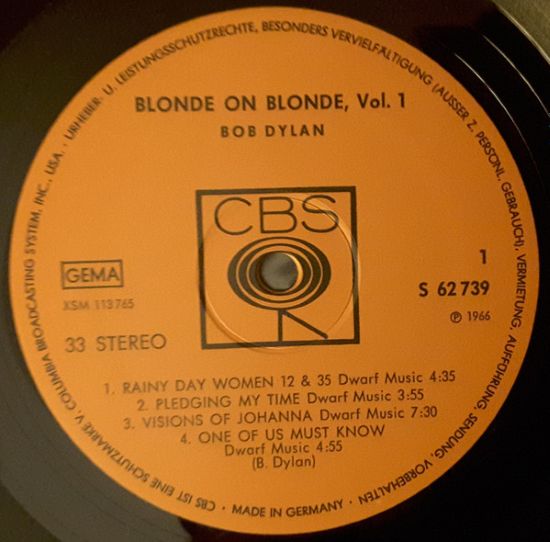 URHEBER- U. LEISTUNGSSCHUTZRECHTE, BESONDERS VERVIELFÄLTIGUNG (AUSSER Z. PERSÖNL. GEBRAUCH), VERMIETUNG, AUFFÜHRUNG, SENDUNG, VORBEHALTEN
BLONDE ON BLONDE, Vol. 1
BOB DYLAN
CBS
GEMA
XSM 113765
33 STEREO
1
S 62 739
℗ 1966
1. RAINY DAY WOMEN 12 & 35 Dwarf Music 4:35
2. PLEDGING MY TIME Dwarf Music 3:55
3. VISIONS OF JOHANNA Dwarf Music 7:30
4. ONE OF US MUST KNOW
Dwarf Music 4:55
(B. Dylan)
MADE IN GERMANY
CBS IST EINE SCHUTZMARKE V. COLUMBIA BROADCASTING SYSTEM, INC., USA